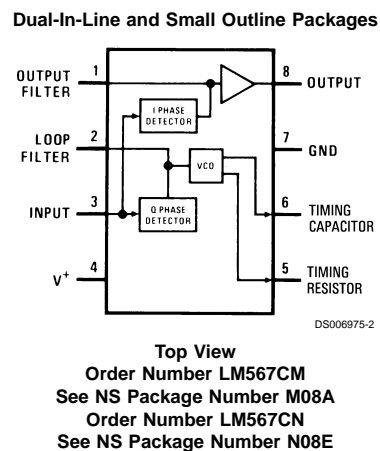 Dual-In-Line and Small Outline Packages
OUTPUT
FILTER
1
8
OUTPUT
I PHASE
DETECTOR
LOOP
FILTER
2
7
GND
VCO
INPUT
3
Q PHASE
DETECTOR
6
TIMING
CAPACITOR
V+
4
5
TIMING
RESISTOR
DS006975-2
Top View
Order Number LM567CM
See NS Package Number M08A
Order Number LM567CN
See NS Package Number N08E